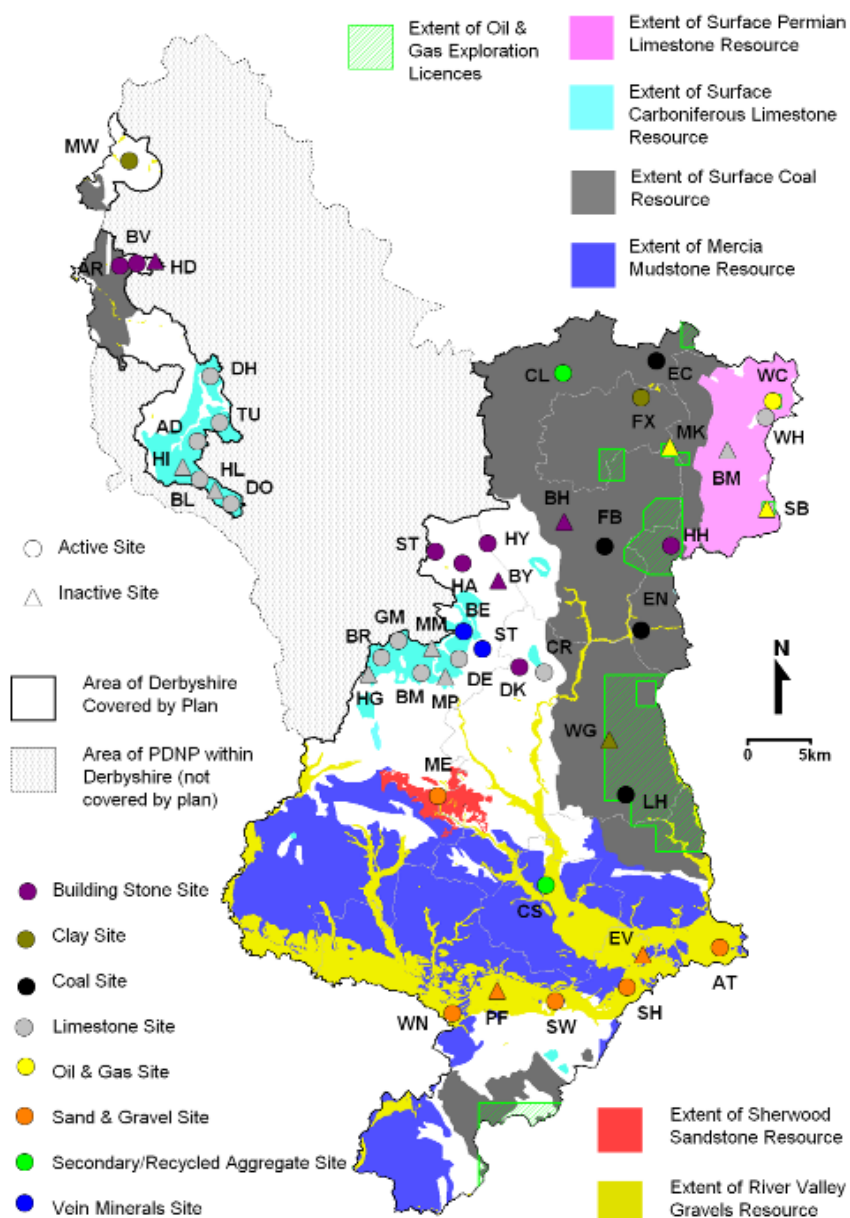 Extent of Oil &
Gas Exploration
Licences
Extent of Surface Permian
Limestone Resource
Extent of Surface
Carboniferous Limestone
Resource
Extent of Surface Coal
Resource
Extent of Mercia
Mudstone Resource
MW
BV
AR
HD
DH
TU
AD
HI
HL
BL
DO
CL
EC
WC
FX
MK
WH
BM
SB
BH
FB
HH
Active Site
Inactive Site
ST
HY
HA
BY
EN
BE
GM
MM
ST
BR
CR
DE
DK
HG
BM
MP
N
0
5km
Area of Derbyshire
Covered by Plan
Area of PDNP within
Derbyshire (not
covered by plan)
WG
ME
LH
Building Stone Site
Clay Site
Coal Site
Limestone Site
Oil & Gas Site
Sand & Gravel Site
Secondary/Recycled Aggregate Site
Vein Minerals Site
CS
EV
AT
WN
PF
SW
SH
Extent of Sherwood
Sandstone Resource
Extent of River Valley
Gravels Resource